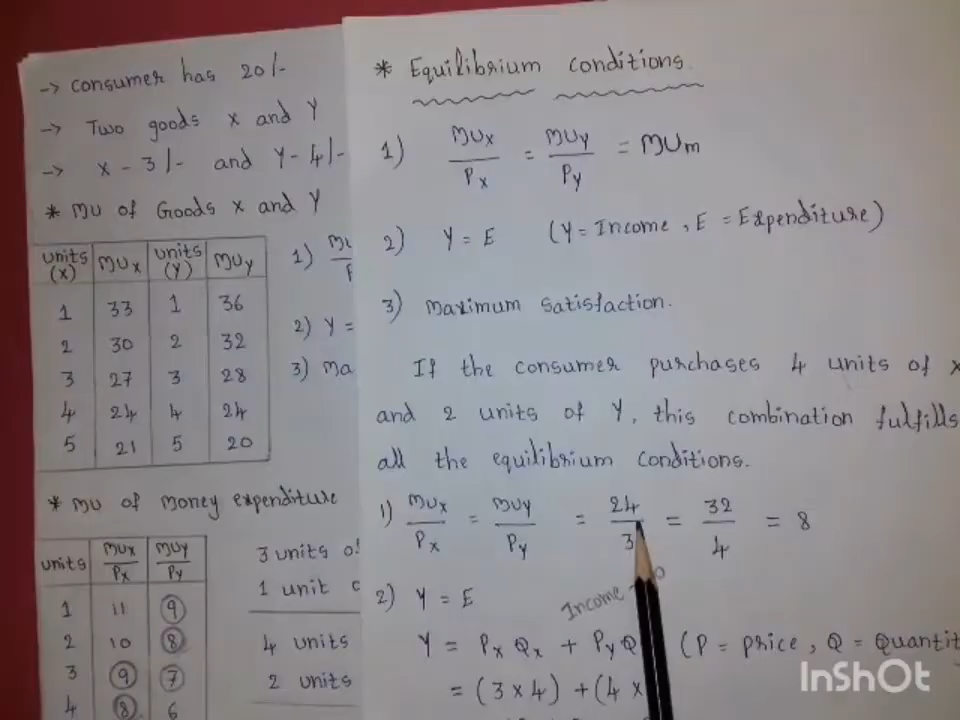 -> Consumer has 20/-
-> Two goods X and Y
-> X - 3/- and Y - 4/-
* MU of Goods X and Y
units (X) MUx units (Y) MUy
1 33 1 36
2 30 2 32
3 27 3 28
4 24 4 24
5 21 5 20
* MU of money expenditure
units MUx/Px MUy/Py
1 11 9
2 10 8
3 9 7
4 8 6
1)
2) Y =
3) Ma
3 units
1 unit
4 units
2 units
* Equilibrium conditions
1) MUx/Px = MUy/Py = MUm
2) Y = E (Y = Income, E = Expenditure)
3) Maximum Satisfaction.
If the consumer purchases 4 units of X
and 2 units of Y, this combination fulfills
all the equilibrium conditions.
1) MUx/Px = MUy/Py = 24/3 = 32/4 = 8
2) Y = E
Income
Y = Px Qx + Py Q (P = price, Q = Quantit
= (3 x 4) + (4 x
InShOt